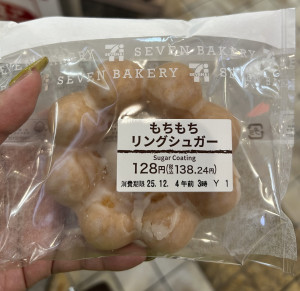 SEVEN BAKERY
SEVEN BAKERY
もちもち
リングシュガー
Sugar Coating
128円(税込138.24円)
消費期限 25.12. 4午前 3時 Y 1